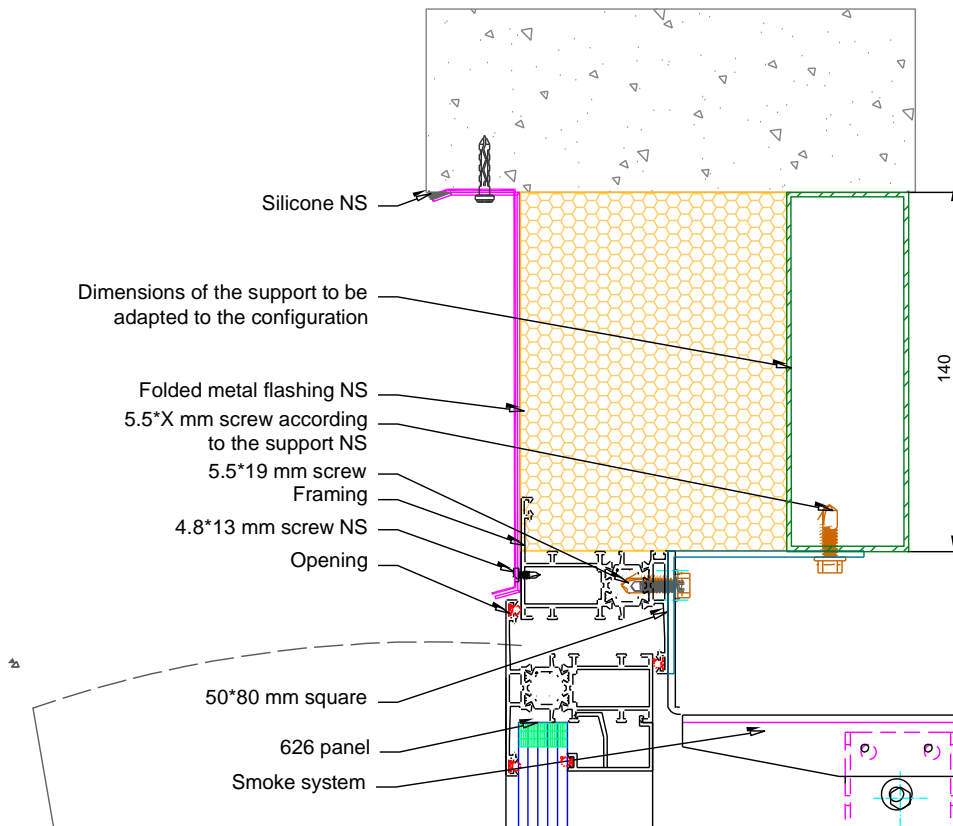 Silicone NS
Dimensions of the support to be
adapted to the configuration
140
Folded metal flashing NS
5.5*X mm screw according
to the support NS
5.5*19 mm screw
Framing
4.8*13 mm screw NS
Opening
50*80 mm square
626 panel
Smoke system